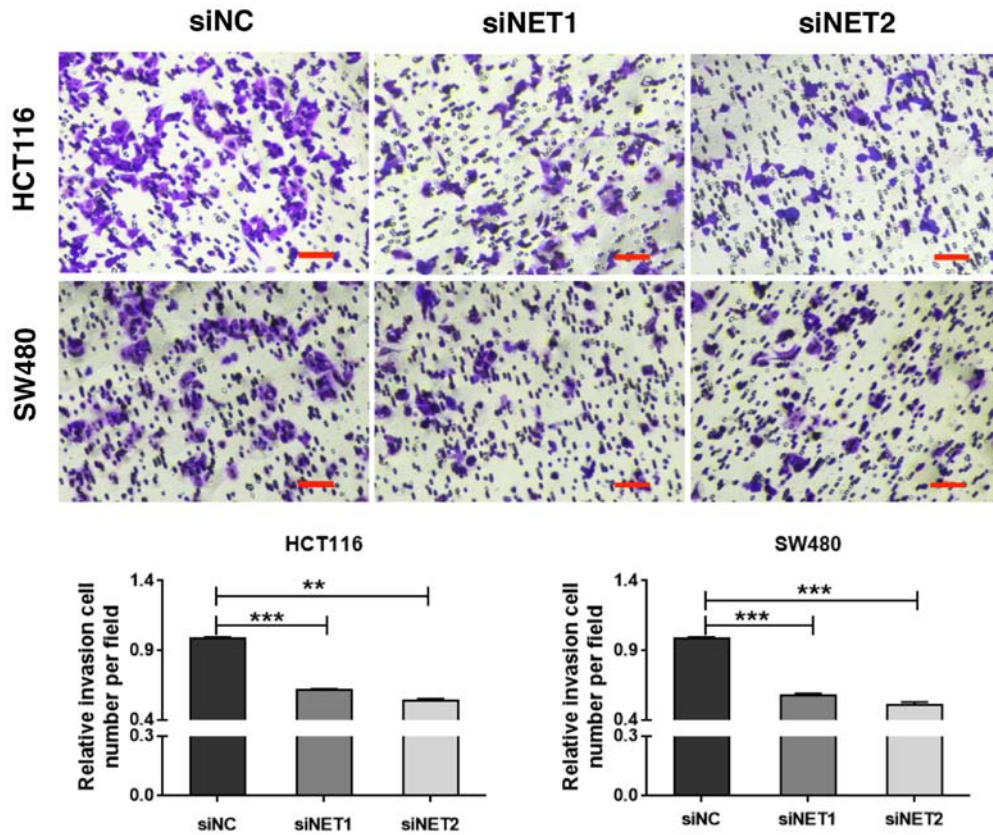 siNC siNET1 siNET2
HCT116
SW480
HCT116
Relative invasion cell
number per field
1.4
0.9
0.4
0.3
0.0
**
***
siNC siNET1 siNET2
SW480
Relative invasion cell
number per field
1.4
0.9
0.4
0.3
0.0
***
***
siNC siNET1 siNET2